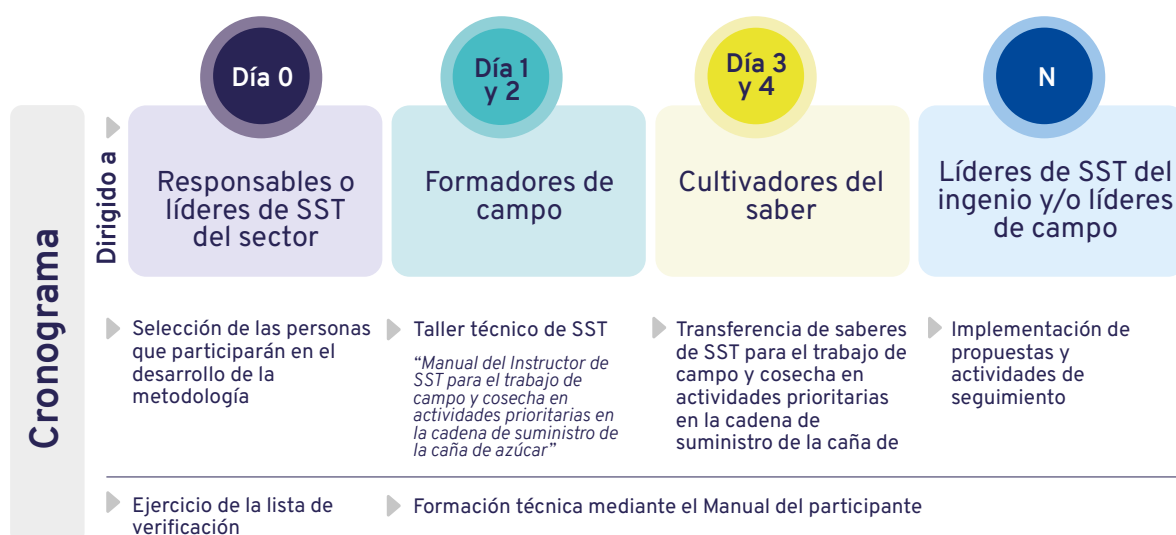 Cronograma
Dirigido a
Día 0
Responsables o
líderes de SST
del sector
Día 1
y 2
Formadores de
campo
Día 3
y 4
Cultivadores del
saber
N
Líderes de SST del
ingenio y/o líderes
de campo
Selección de las personas
que participarán en el
desarrollo de la
metodología
Taller técnico de SST
“Manual del Instructor de
SST para el trabajo de
campo y cosecha en
actividades prioritarias en
la cadena de suministro de
la caña de azúcar”
Transferencia de saberes
de SST para el trabajo de
campo y cosecha en
actividades prioritarias
en la cadena de
suministro de la caña de
Implementación de
propuestas y
actividades de
seguimiento
Ejercicio de la lista de
verificación
Formación técnica mediante el Manual del participante